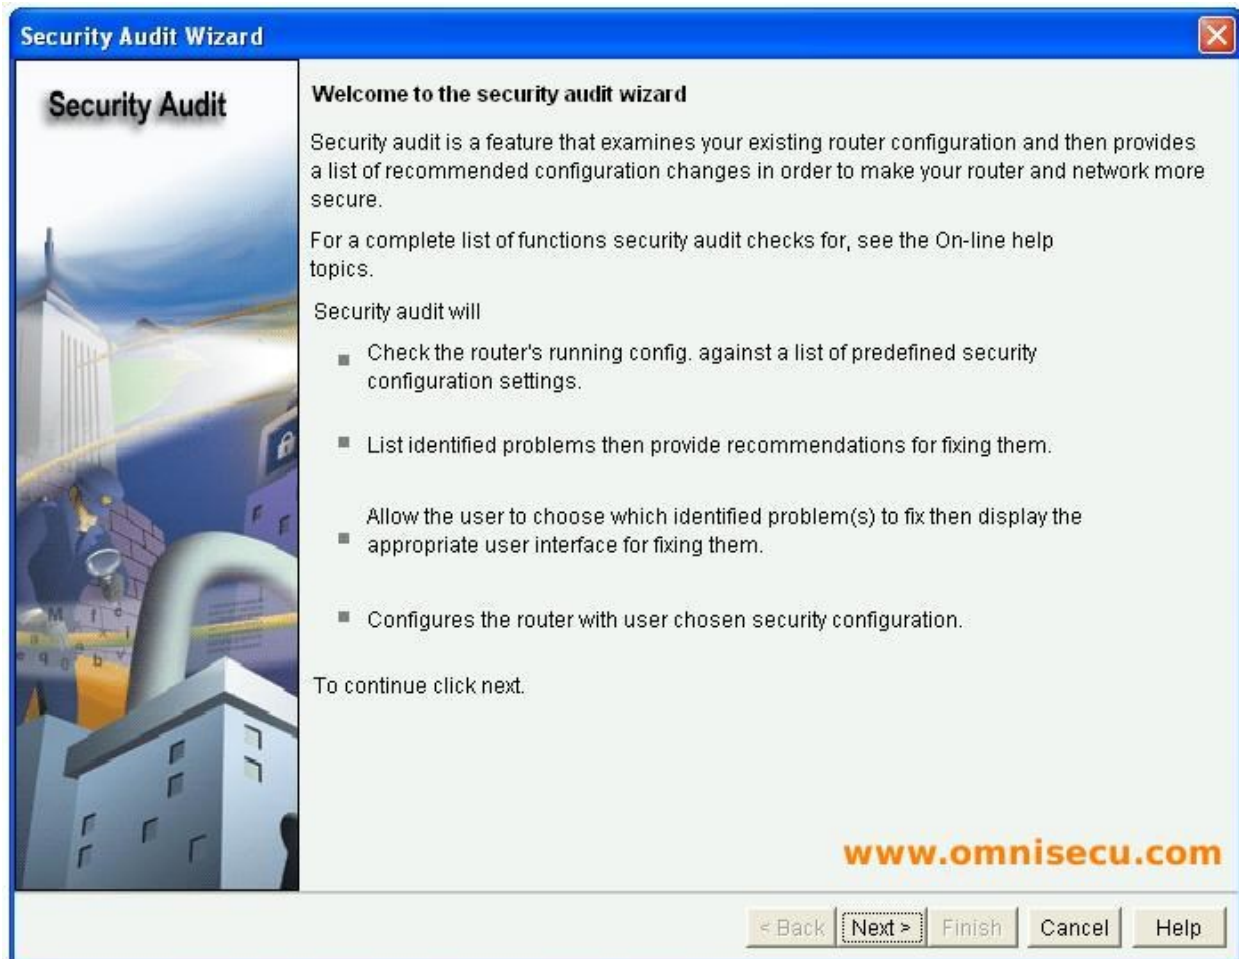 Security Audit Wizard
Security Audit
Welcome to the security audit wizard
Security audit is a feature that examines your existing router configuration and then provides
a list of recommended configuration changes in order to make your router and network more
secure.
For a complete list of functions security audit checks for, see the On-line help
topics.
Security audit will
Check the router's running config. against a list of predefined security
configuration settings.
List identified problems then provide recommendations for fixing them.
Allow the user to choose which identified problem(s) to fix then display the
appropriate user interface for fixing them.
Configures the router with user chosen security configuration.
To continue click next.
www.omnisecu.com
< Back Next > Finish Cancel Help